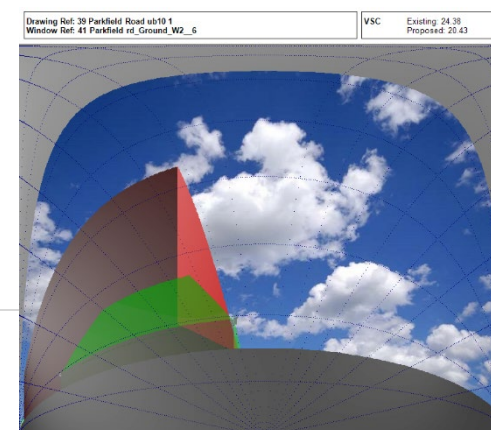 Drawing Ref: 39 Parkfield Road ub10 1
Window Ref: 41 Parkfield rd_Ground_W2__6
VSC
Existing: 24.38
Proposed: 20.43